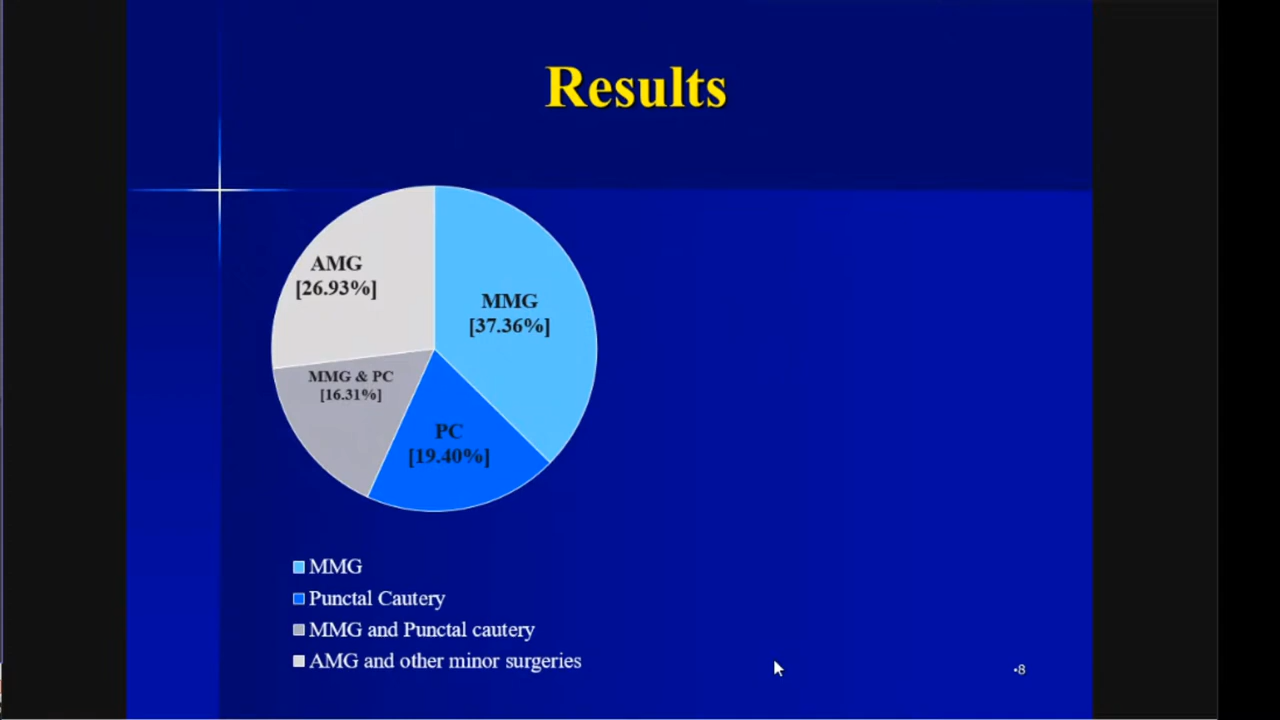 Results
AMG
[26.93%]
MMG
[37.36%]
MMG & PC
[16.31%]
PC
[19.40%]
MMG
Punctal Cautery
MMG and Punctal cautery
AMG and other minor surgeries
•8